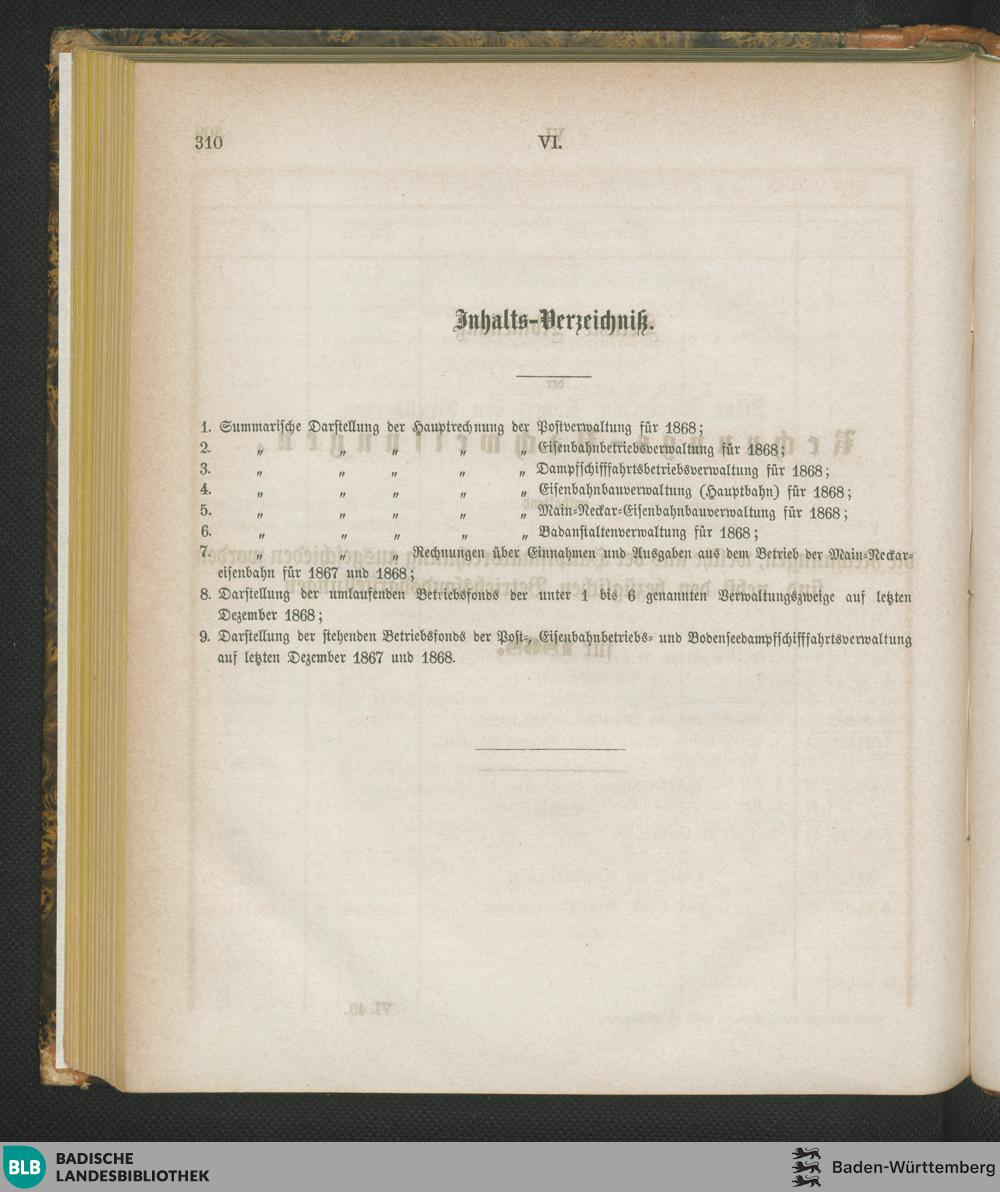 310
VI.
Inhalts-Verzeichniß.
1. Summarische Darstellung der Hauptrechnung der Postverwaltung für 1868;
2. „ „ „ „ „ Eisenbahnbetriebsverwaltung für 1868;
3. „ „ „ „ „ Dampfschifffahrtsbetriebsverwaltung für 1868;
4. „ „ „ „ „ Eisenbahnbauverwaltung (Hauptbahn) für 1868;
5. „ „ „ „ „ Main-Neckar-Eisenbahnbauverwaltung für 1868;
6. „ „ „ „ „ Badanstaltenverwaltung für 1868;
7. „ „ „ Rechnungen über Einnahmen und Ausgaben aus dem Betrieb der Main-Neckar-
eisenbahn für 1867 und 1868;
8. Darstellung der umlaufenden Betriebsfonds der unter 1 bis 6 genannten Verwaltungszweige auf letzten
Dezember 1868;
9. Darstellung der stehenden Betriebsfonds der Post-, Eisenbahnbetriebs- und Bodenseedampfschifffahrtsverwaltung
auf letzten Dezember 1867 und 1868.
BLB
BADISCHE
LANDESBIBLIOTHEK
Baden-Württemberg